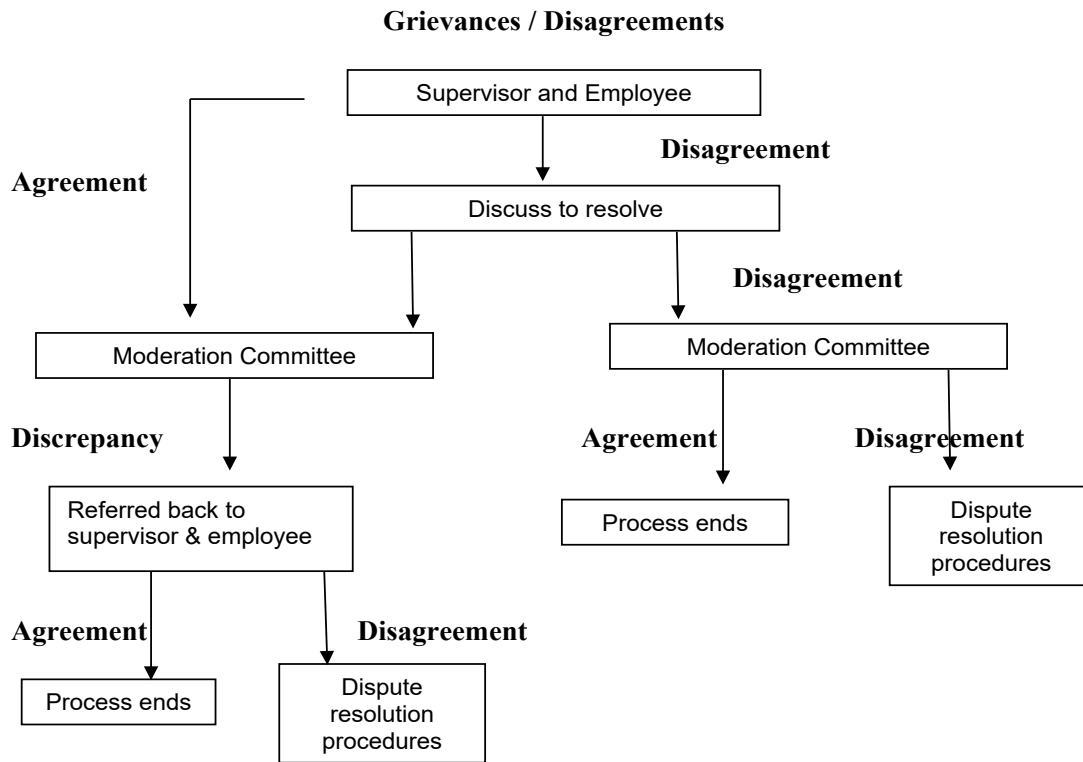 Grievances / Disagreements
Supervisor and Employee
Disagreement
Agreement
Discuss to resolve
Disagreement
Moderation Committee
Moderation Committee
Discrepancy
Agreement
Disagreement
Referred back to
supervisor & employee
Process ends
Dispute
resolution
procedures
Agreement
Disagreement
Process ends
Dispute
resolution
procedures